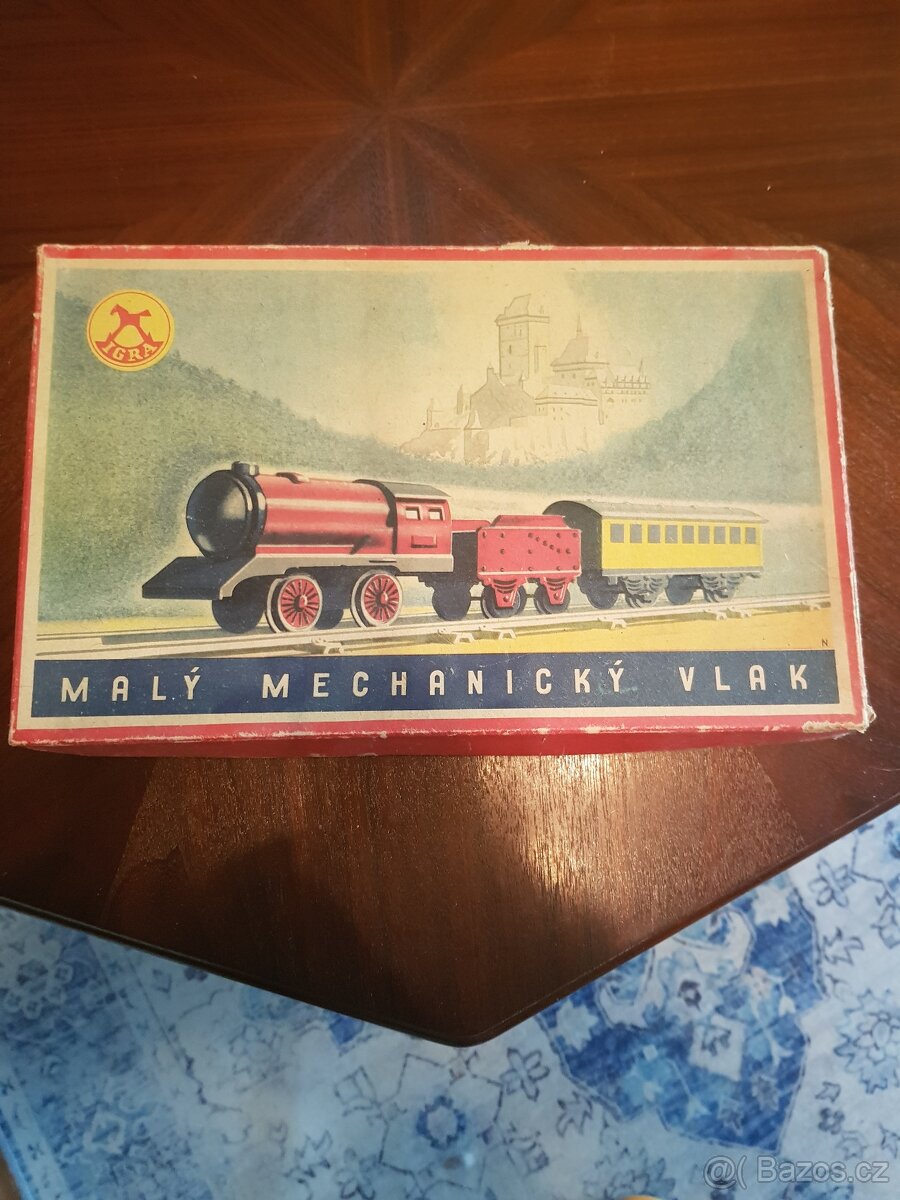 IGRA
N
MALÝ MECHANICKÝ VLAK
@( Bazos.cz